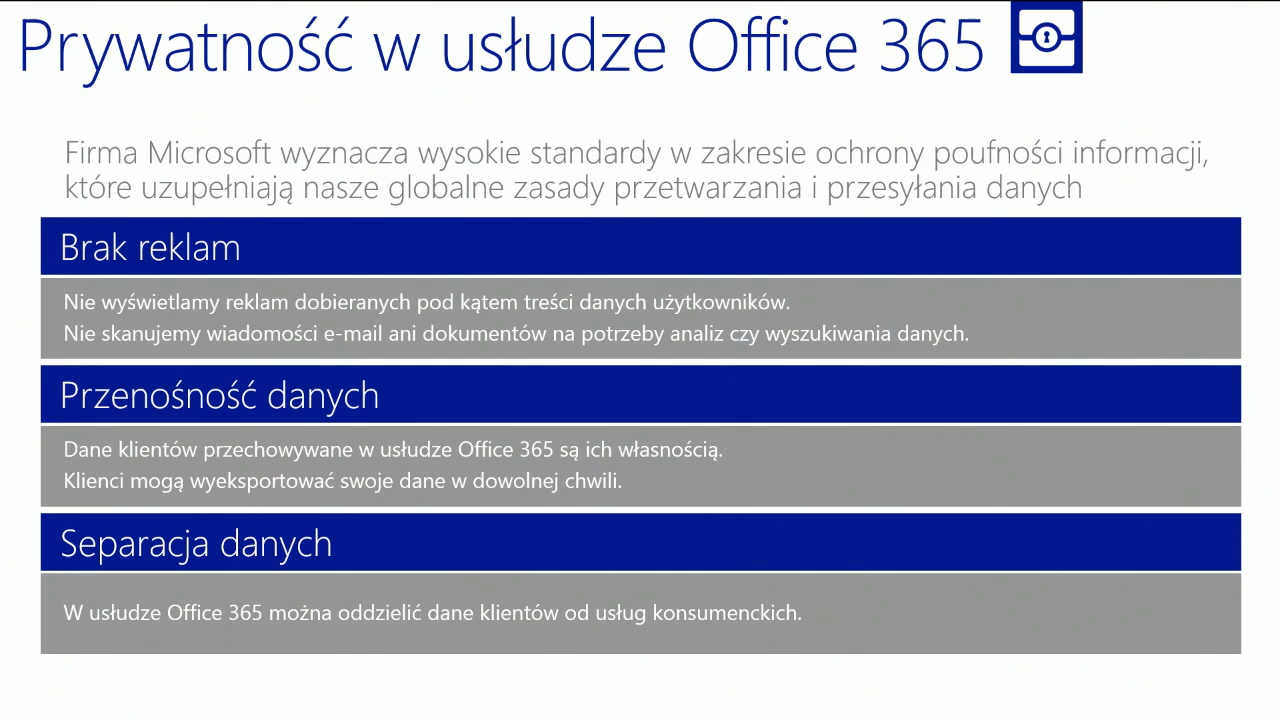 Prywatność w usłudze Office 365
Firma Microsoft wyznacza wysokie standardy w zakresie ochrony poufności informacji,
które uzupełniają nasze globalne zasady przetwarzania i przesyłania danych
Brak reklam
Nie wyświetlamy reklam dobieranych pod kątem treści danych użytkowników.
Nie skanujemy wiadomości e-mail ani dokumentów na potrzeby analiz czy wyszukiwania danych.
Przenośność danych
Dane klientów przechowywane w usłudze Office 365 są ich własnością.
Klienci mogą wyeksportować swoje dane w dowolnej chwili.
Separacja danych
W usłudze Office 365 można oddzielić dane klientów od usług konsumenckich.